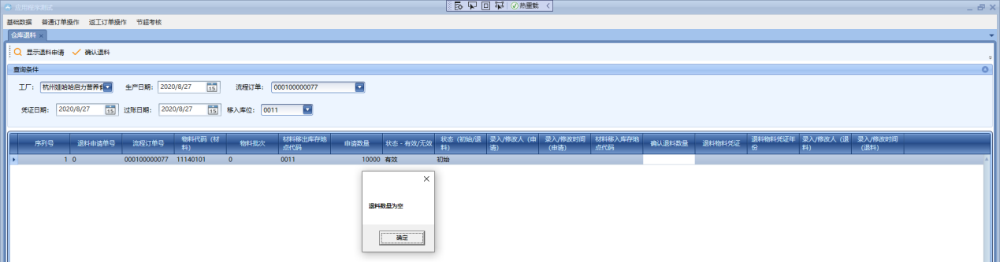 应用程序测试
热重载
基础数据 普通订单操作 返工订单操作 节超考核
仓库退料
显示退料申请 确认退料
查询条件
工厂： 杭州娃哈哈启力营养食 生产日期： 2020/8/27 流程订单： 000100000077
凭证日期： 2020/8/27 过账日期： 2020/8/27 移入库位： 0011
序列号 退料申请单号 流程订单号 物料代码（材料） 物料批次 材料移出库存地点代码 申请数量 状态 - 有效/无效 状态（初始/退料） 录入/修改人（申请） 录入/修改时间（申请） 材料移入库存地点代码 确认退料数量 退料物料凭证 退料物料凭证年份 录入/修改人（退料） 录入/修改时间（退料）
1 0 000100000077 11140101 0 0011 10000 有效 初始
退料数量为空
确定